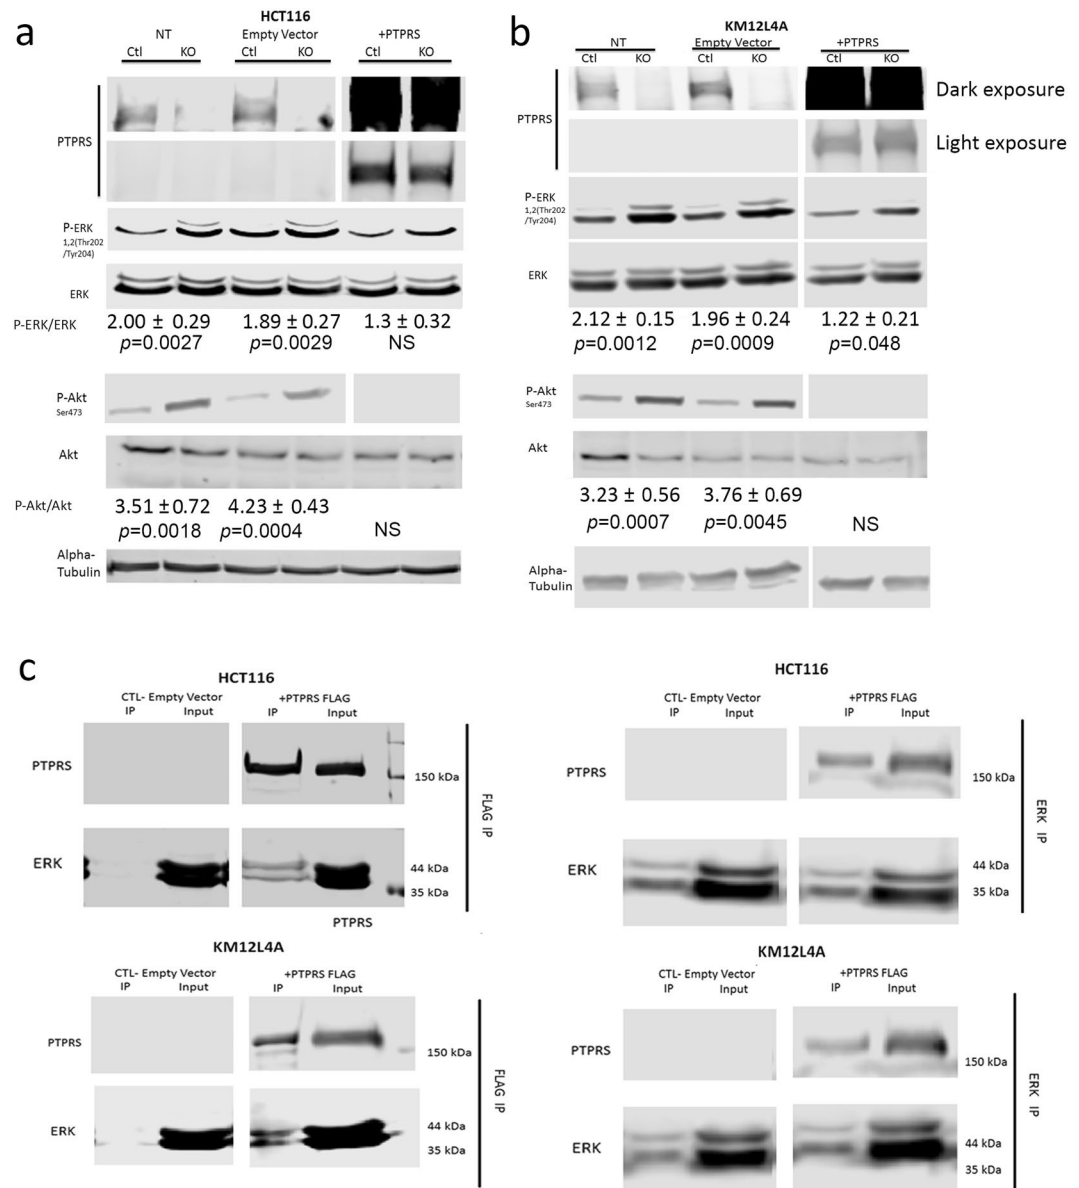 a
HCT116
NT
Empty Vector
+PTPRS
Ctl KO Ctl KO Ctl KO
PTPRS
P-ERK
1,2(Thr202
/Tyr204)
ERK
P-ERK/ERK
2.00 ± 0.29 1.89 ± 0.27 1.3 ± 0.32
p=0.0027 p=0.0029 NS
P-Akt
Ser473
Akt
P-Akt/Akt
3.51 ± 0.72 4.23 ± 0.43
p=0.0018 p=0.0004 NS
Alpha-
Tubulin
b
KM12L4A
NT
Empty Vector
+PTPRS
Ctl KO Ctl KO Ctl KO
Dark exposure
PTPRS
Light exposure
P-ERK
1,2(Thr202
/Tyr204)
ERK
2.12 ± 0.15 1.96 ± 0.24 1.22 ± 0.21
p=0.0012 p=0.0009 p=0.048
P-Akt
Ser473
Akt
3.23 ± 0.56 3.76 ± 0.69
p=0.0007 p=0.0045 NS
Alpha-
Tubulin
c
HCT116
CTL- Empty Vector +PTPRS FLAG
IP Input IP Input
PTPRS
150 kDa
FLAG IP
ERK
44 kDa
35 kDa
PTPRS
HCT116
CTL- Empty Vector +PTPRS FLAG
IP Input IP Input
PTPRS
150 kDa
ERK IP
ERK
44 kDa
35 kDa
KM12L4A
CTL- Empty Vector +PTPRS FLAG
IP Input IP Input
PTPRS
150 kDa
FLAG IP
ERK
44 kDa
35 kDa
KM12L4A
CTL- Empty Vector +PTPRS FLAG
IP Input IP Input
PTPRS
150 kDa
ERK IP
ERK
44 kDa
35 kDa